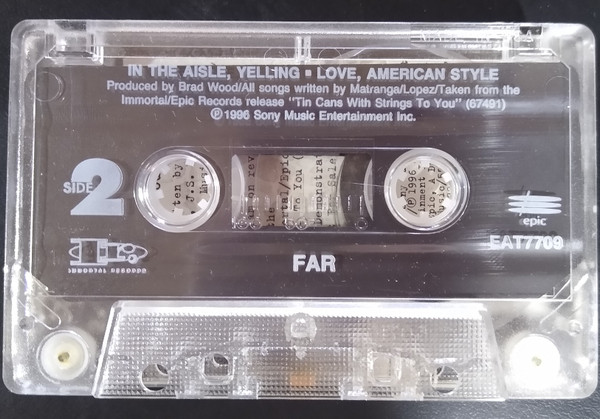 IN THE AISLE, YELLING ▪ LOVE, AMERICAN STYLE
Produced by Brad Wood/All songs written by Matranga/Lopez/Taken from the
Immortal/Epic Records release "Tin Cans With Strings To You" (67491)
℗1996 Sony Music Entertainment Inc.
SIDE 2
epic
IMMORTAL RECORDS
EAT7709
FAR